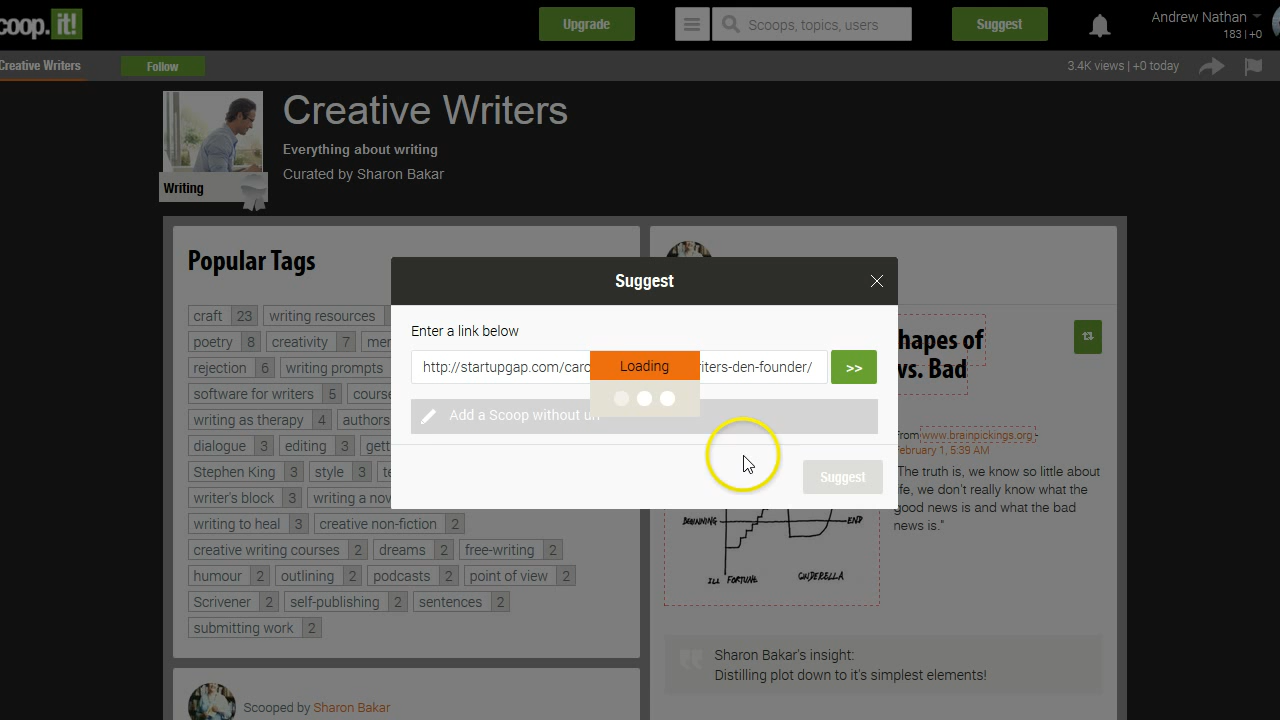 coop.it!
Upgrade
Scoops, topics, users
Suggest
Andrew Nathan
183 | +0
Creative Writers
Follow
3.4K views | +0 today
Creative Writers
Everything about writing
Curated by Sharon Bakar
Writing
Popular Tags
craft 23 writing resources
poetry 8 creativity 7
rejection 6 writing prompts
software for writers 5
writing as therapy 4 authors
dialogue 3 editing 3
Stephen King 3 style 3
writer's block 3
writing to heal 3 creative non-fiction 2
creative writing courses 2 dreams 2 free-writing 2
humour 2 outlining 2 podcasts 2 point of view 2
Scrivener 2 self-publishing 2 sentences 2
submitting work 2
Scooped by Sharon Bakar
Suggest
Enter a link below
http://startupgap.com/caro
iters-den-founder/
>>
Loading
Add a Scoop without ur
Suggest
hapes of
vs. Bad
From www.brainpickings.org -
February 1, 5:39 AM
"The truth is, we know so little about
life, we don't really know what the
good news is and what the bad
news is."
BEGINNING
END
ILL FORTUNE
CINDERELLA
Sharon Bakar's insight:
Distilling plot down to it's simplest elements!